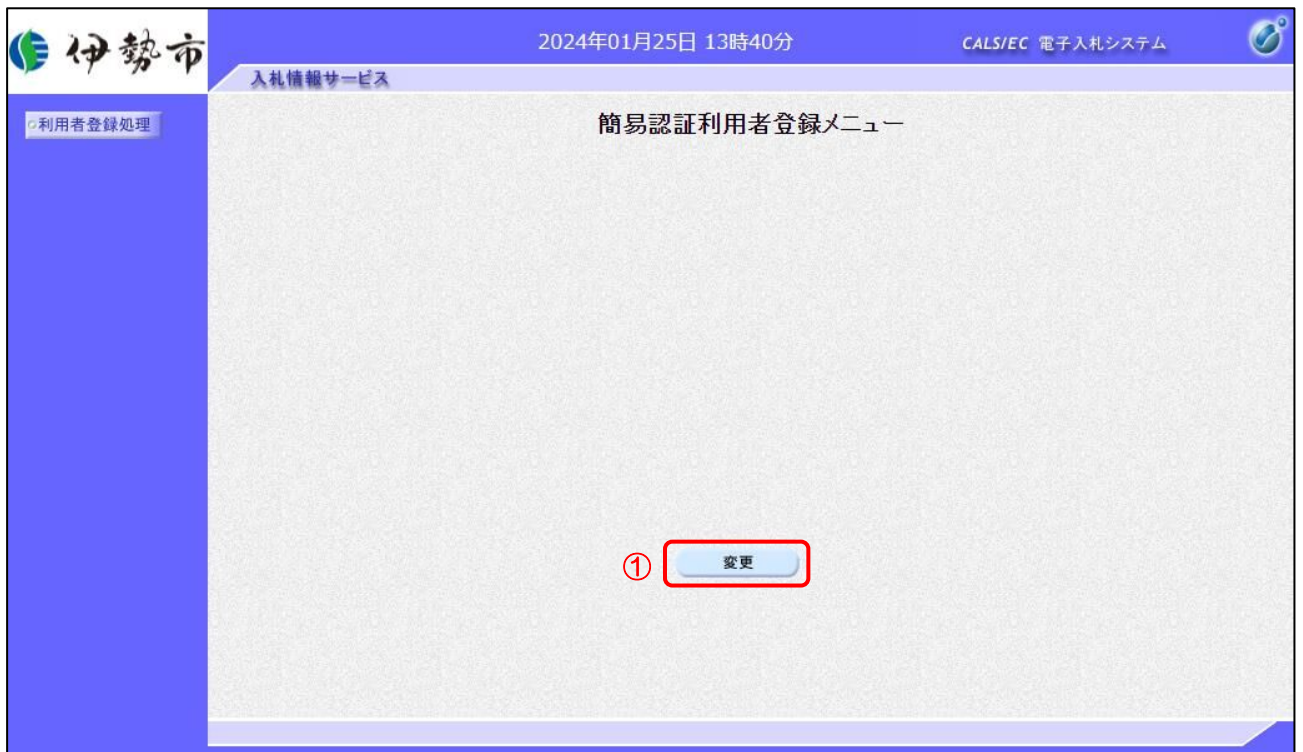 伊勢市
2024年01月25日 13時40分
CALS/EC 電子入札システム
入札情報サービス
利用者登録処理
簡易認証利用者登録メニュー
① 変更